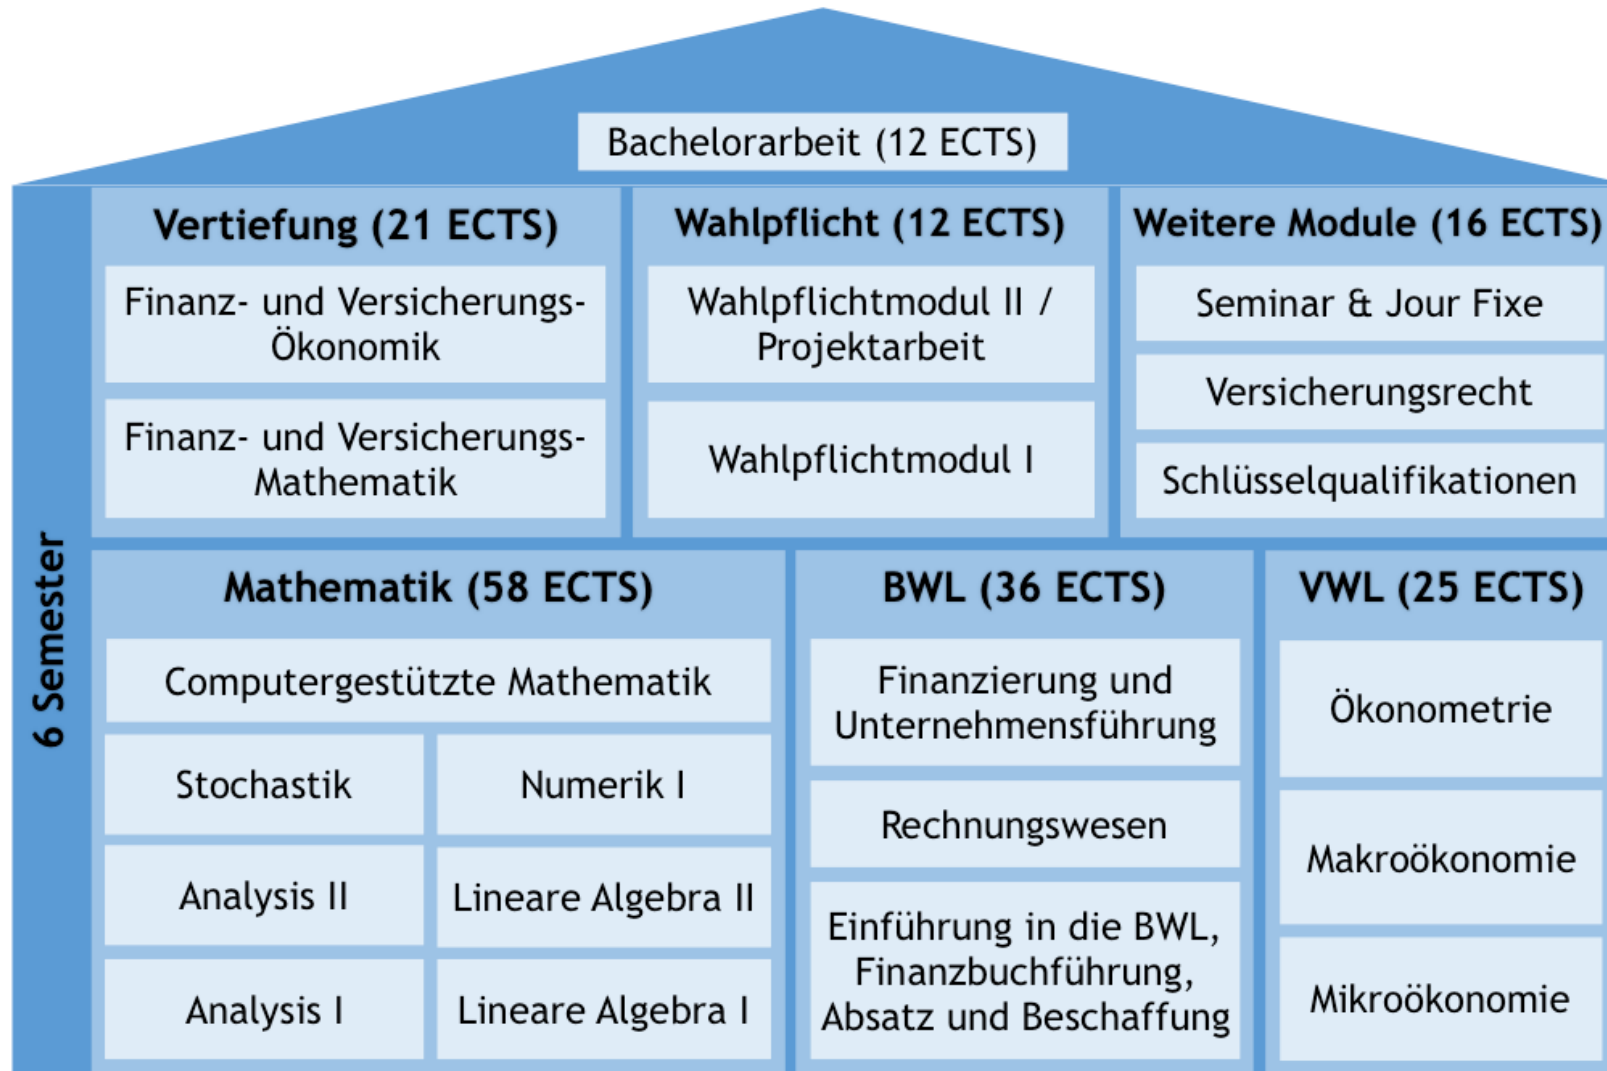 Bachelorarbeit (12 ECTS)
Vertiefung (21 ECTS)
Finanz- und Versicherungs-
Ökonomik
Finanz- und Versicherungs-
Mathematik
Wahlpflicht (12 ECTS)
Wahlpflichtmodul II /
Projektarbeit
Wahlpflichtmodul I
Weitere Module (16 ECTS)
Seminar & Jour Fixe
Versicherungsrecht
Schlüsselqualifikationen
6 Semester
Mathematik (58 ECTS)
Computergestützte Mathematik
Stochastik
Numerik I
Analysis II
Lineare Algebra II
Analysis I
Lineare Algebra I
BWL (36 ECTS)
Finanzierung und
Unternehmensführung
Rechnungswesen
Einführung in die BWL,
Finanzbuchführung,
Absatz und Beschaffung
VWL (25 ECTS)
Ökonometrie
Makroökonomie
Mikroökonomie